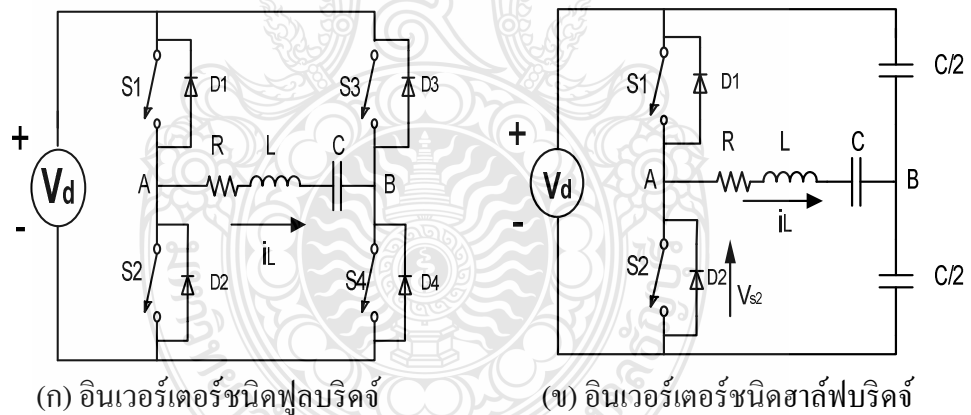 S1
D1
S3
D3
+
Vd
-
R
L
C
A
B
iL
S2
D2
S4
D4
(ก) อินเวอร์เตอร์ชนิดฟูลบริดจ์
S1
D1
C/2
+
Vd
-
R
L
C
A
B
iL
S2
D2
Vs2
C/2
(ข) อินเวอร์เตอร์ชนิดฮาล์ฟบริดจ์